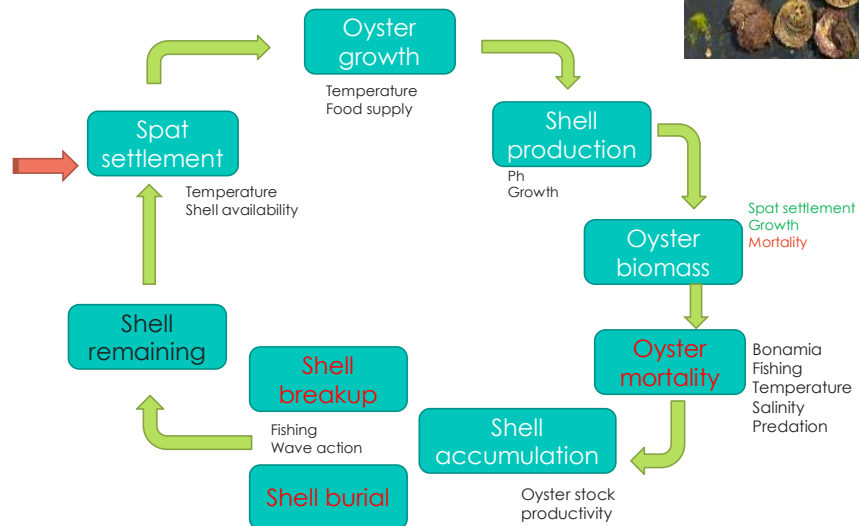 Oyster
growth
Temperature
Food supply
Shell
production
Ph
Growth
Spat settlement
Growth
Mortality
Oyster
biomass
Oyster
mortality
Bonamia
Fishing
Temperature
Salinity
Predation
Shell
accumulation
Oyster stock
productivity
Shell
breakup
Fishing
Wave action
Shell burial
Shell
remaining
Spat
settlement
Temperature
Shell availability